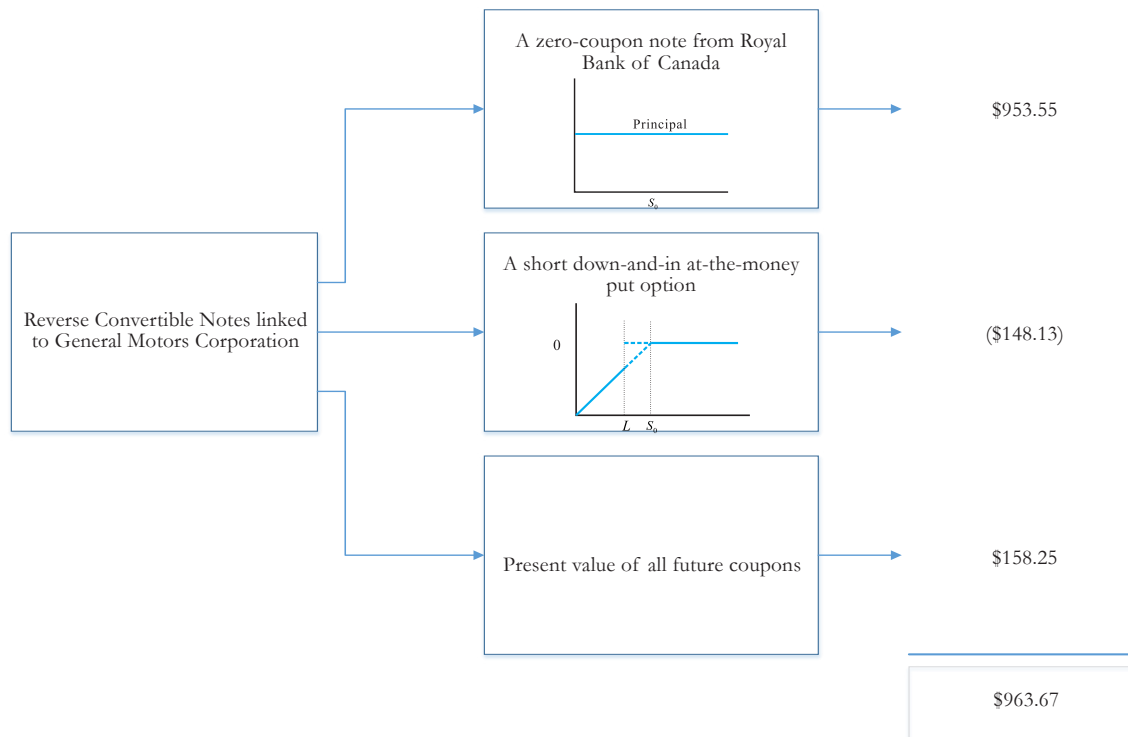 A zero-coupon note from Royal
Bank of Canada
Principal
S₀
$953.55
Reverse Convertible Notes linked
to General Motors Corporation
A short down-and-in at-the-money
put option
0
L S₀
($148.13)
Present value of all future coupons
$158.25
$963.67